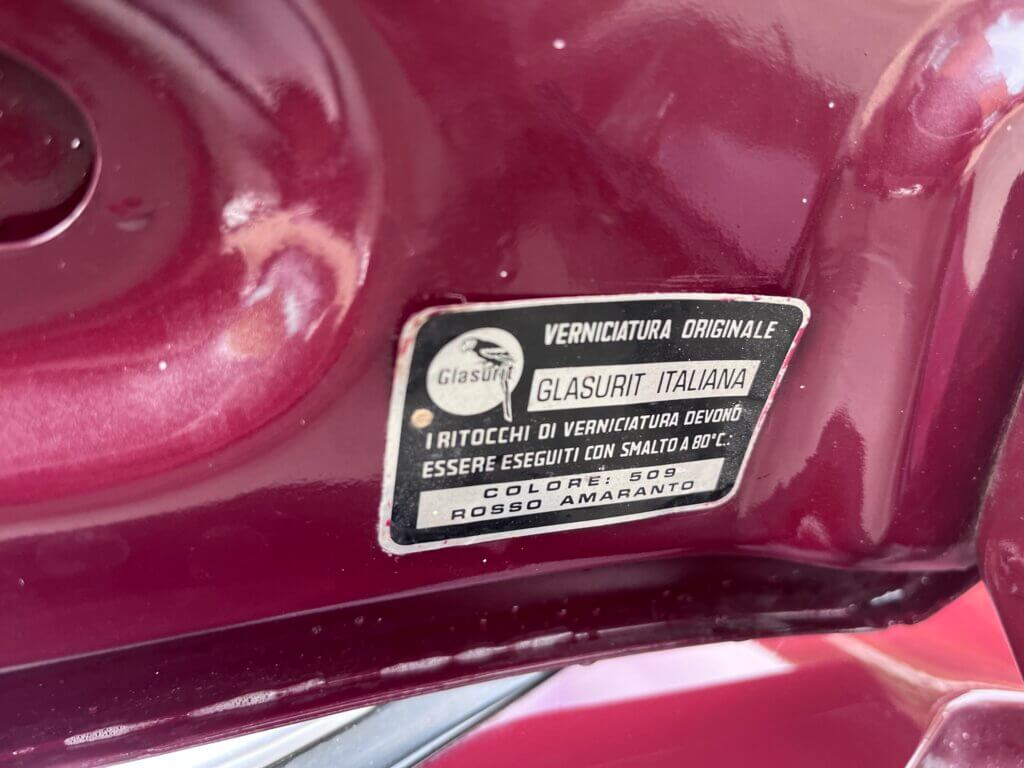 Glasurit
VERNICIATURA ORIGINALE
GLASURIT ITALIANA
I RITOCCHI DI VERNICIATURA DEVONO
ESSERE ESEGUITI CON SMALTO A 80°C.:
COLORE: 509
ROSSO AMARANTO